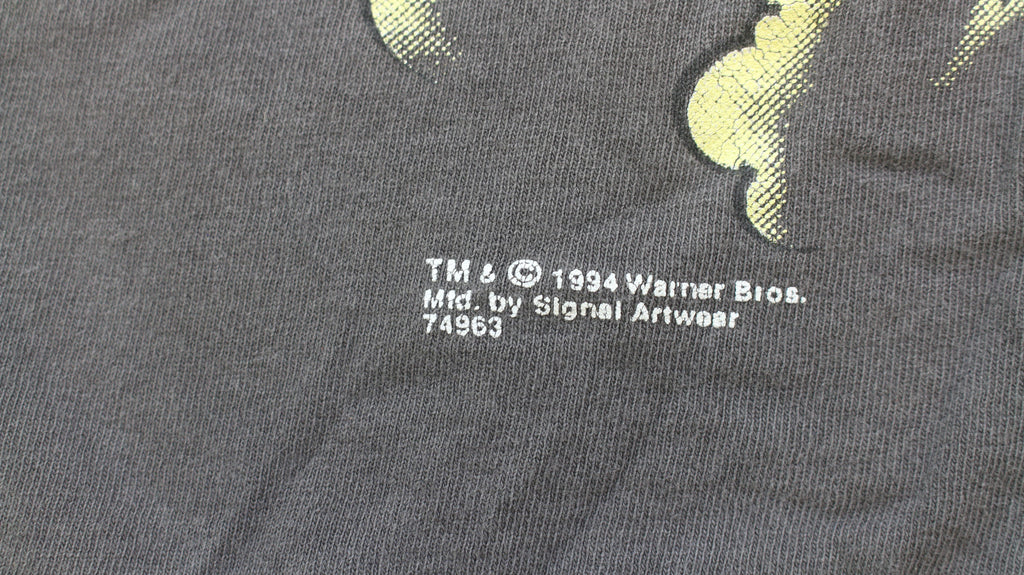 TM & © 1994 Warner Bros.
Mfd. by Signal Artwear
74963